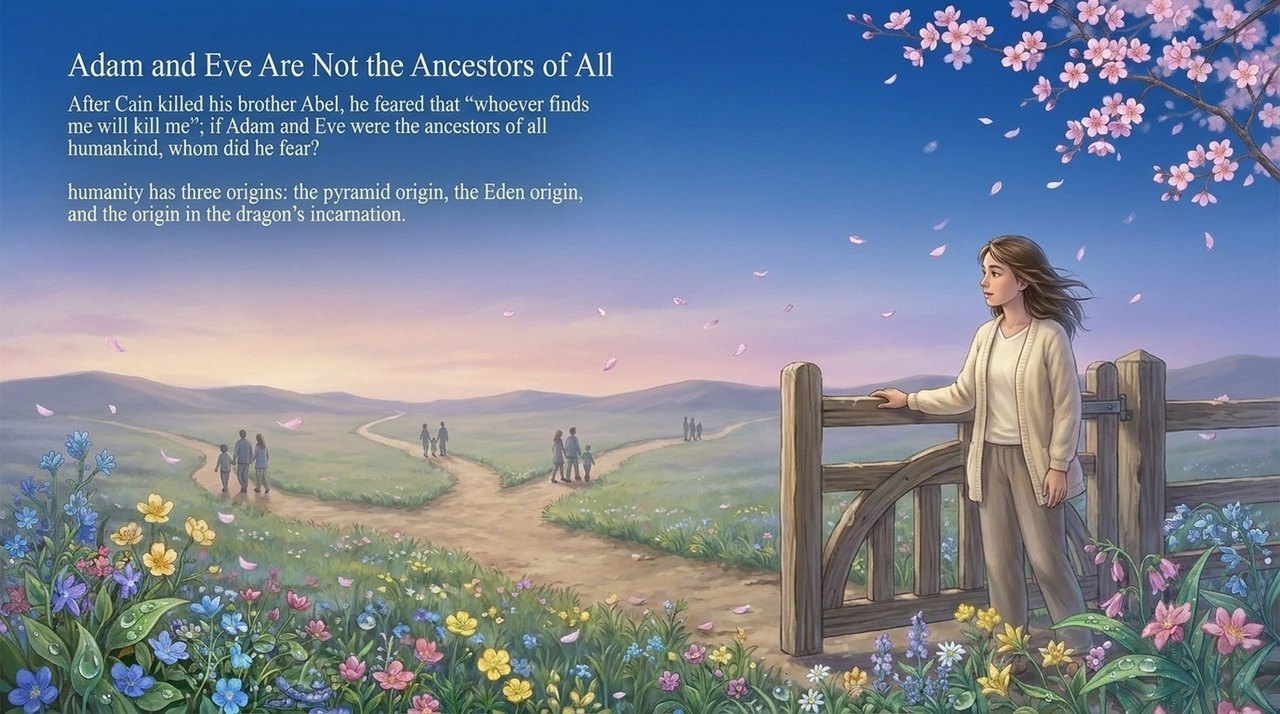 Adam and Eve Are Not the Ancestors of All
After Cain killed his brother Abel, he feared that “whoever finds
me will kill me”; if Adam and Eve were the ancestors of all
humankind, whom did he fear?
humanity has three origins: the pyramid origin, the Eden origin,
and the origin in the dragon’s incarnation.